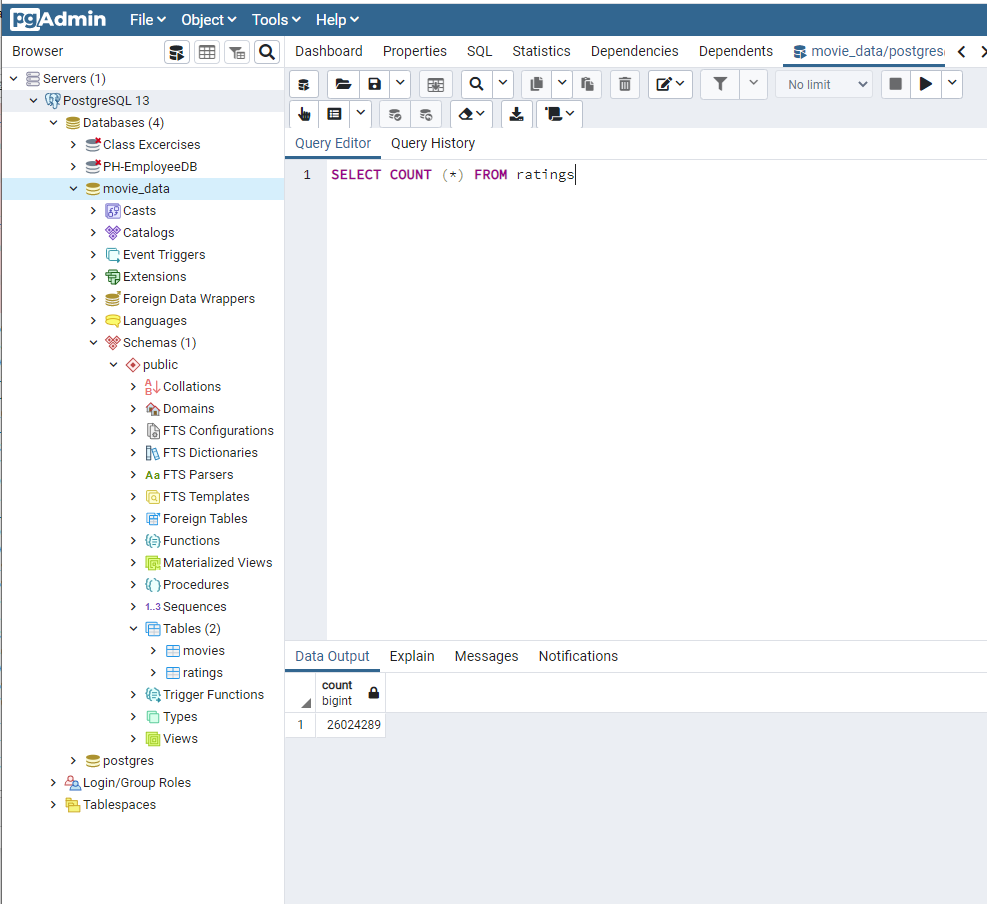 pgAdmin File Object Tools Help
Browser
Dashboard Properties SQL Statistics Dependencies Dependents movie_data/postgres
No limit
Servers (1)
PostgreSQL 13
Databases (4)
Class Excercises
PH-EmployeeDB
movie_data
Casts
Catalogs
Event Triggers
Extensions
Foreign Data Wrappers
Languages
Schemas (1)
public
Collations
Domains
FTS Configurations
FTS Dictionaries
Aa FTS Parsers
FTS Templates
Foreign Tables
Functions
Materialized Views
Procedures
1..3 Sequences
Tables (2)
movies
ratings
Trigger Functions
Types
Views
postgres
Login/Group Roles
Tablespaces
Query Editor Query History
1 SELECT COUNT (*) FROM ratings
Data Output Explain Messages Notifications
count
bigint
1 26024289